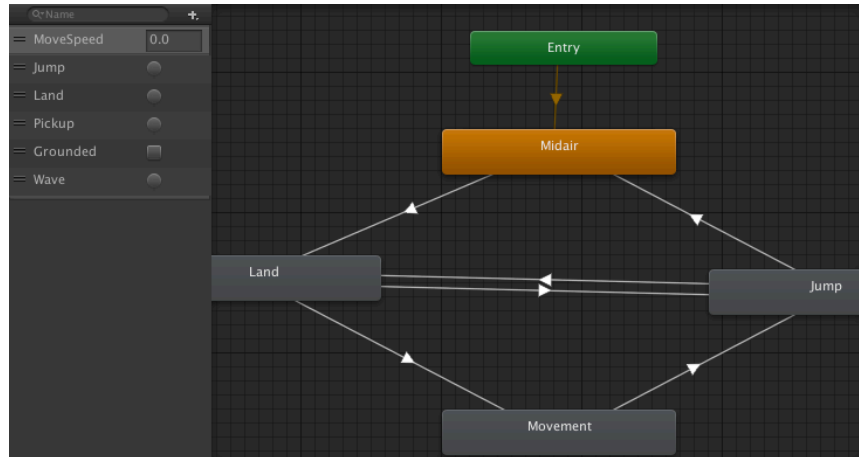 Name
MoveSpeed 0.0
Jump
Land
Pickup
Grounded
Wave
Entry
Midair
Land
Jump
Movement